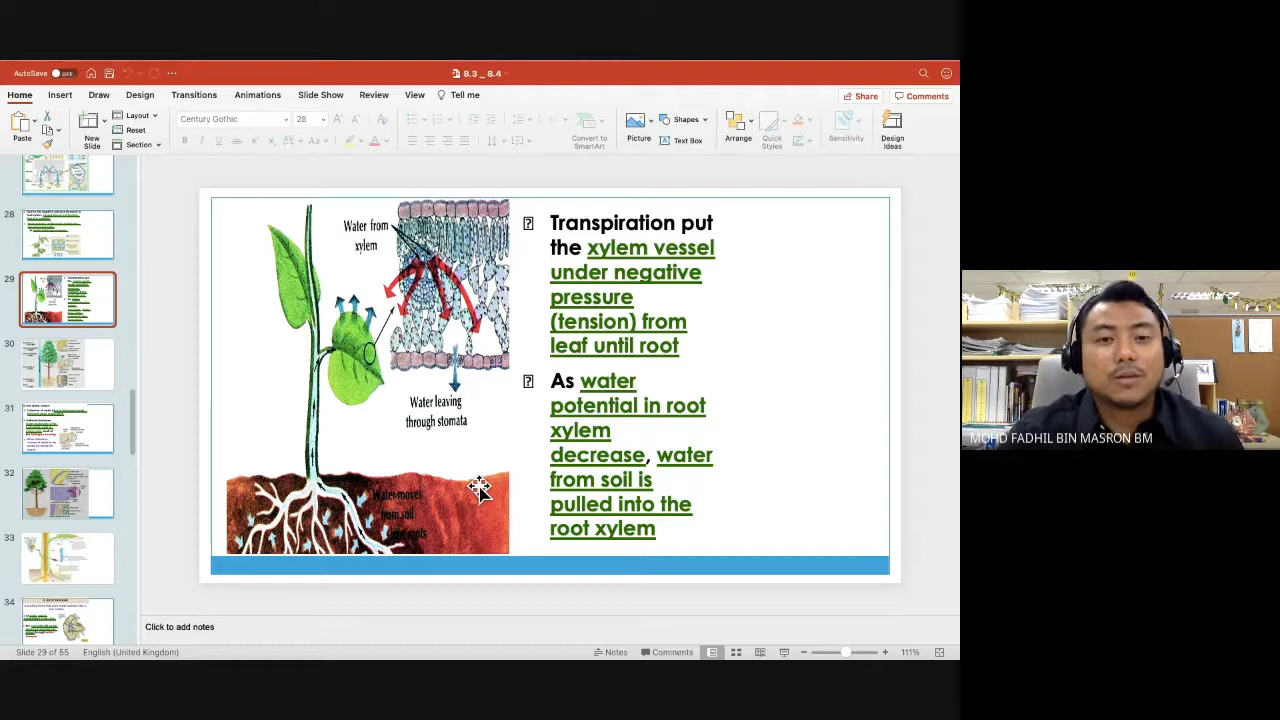 AutoSave OFF
8.3 _ 8.4
Home Insert Draw Design Transitions Animations Slide Show Review View Tell me
Share Comments
Paste
New
Slide
Layout
Reset
Section
Century Gothic 28
Convert to
SmartArt
Picture
Shapes
Text Box
Arrange
Quick
Styles
Sensitivity
Design
Ideas
28
29
30
31
32
33
34
Water from
xylem
Water leaving
through stomata
Water moves
from soil
Transpiration put
the xylem vessel
under negative
pressure
(tension) from
leaf until root
As water
potential in root
xylem
decrease, water
from soil is
pulled into the
root xylem
Click to add notes
Slide 29 of 55 English (United Kingdom) Notes Comments 111%
MOHD FADHIL BIN MASRON BM